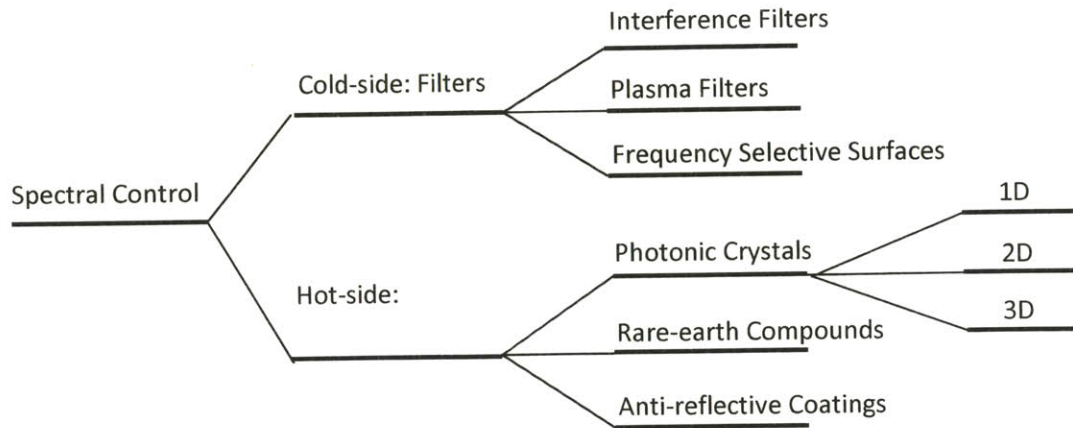 Interference Filters
Cold-side: Filters
Plasma Filters
Frequency Selective Surfaces
Spectral Control
1D
Photonic Crystals
2D
Hot-side:
3D
Rare-earth Compounds
Anti-reflective Coatings